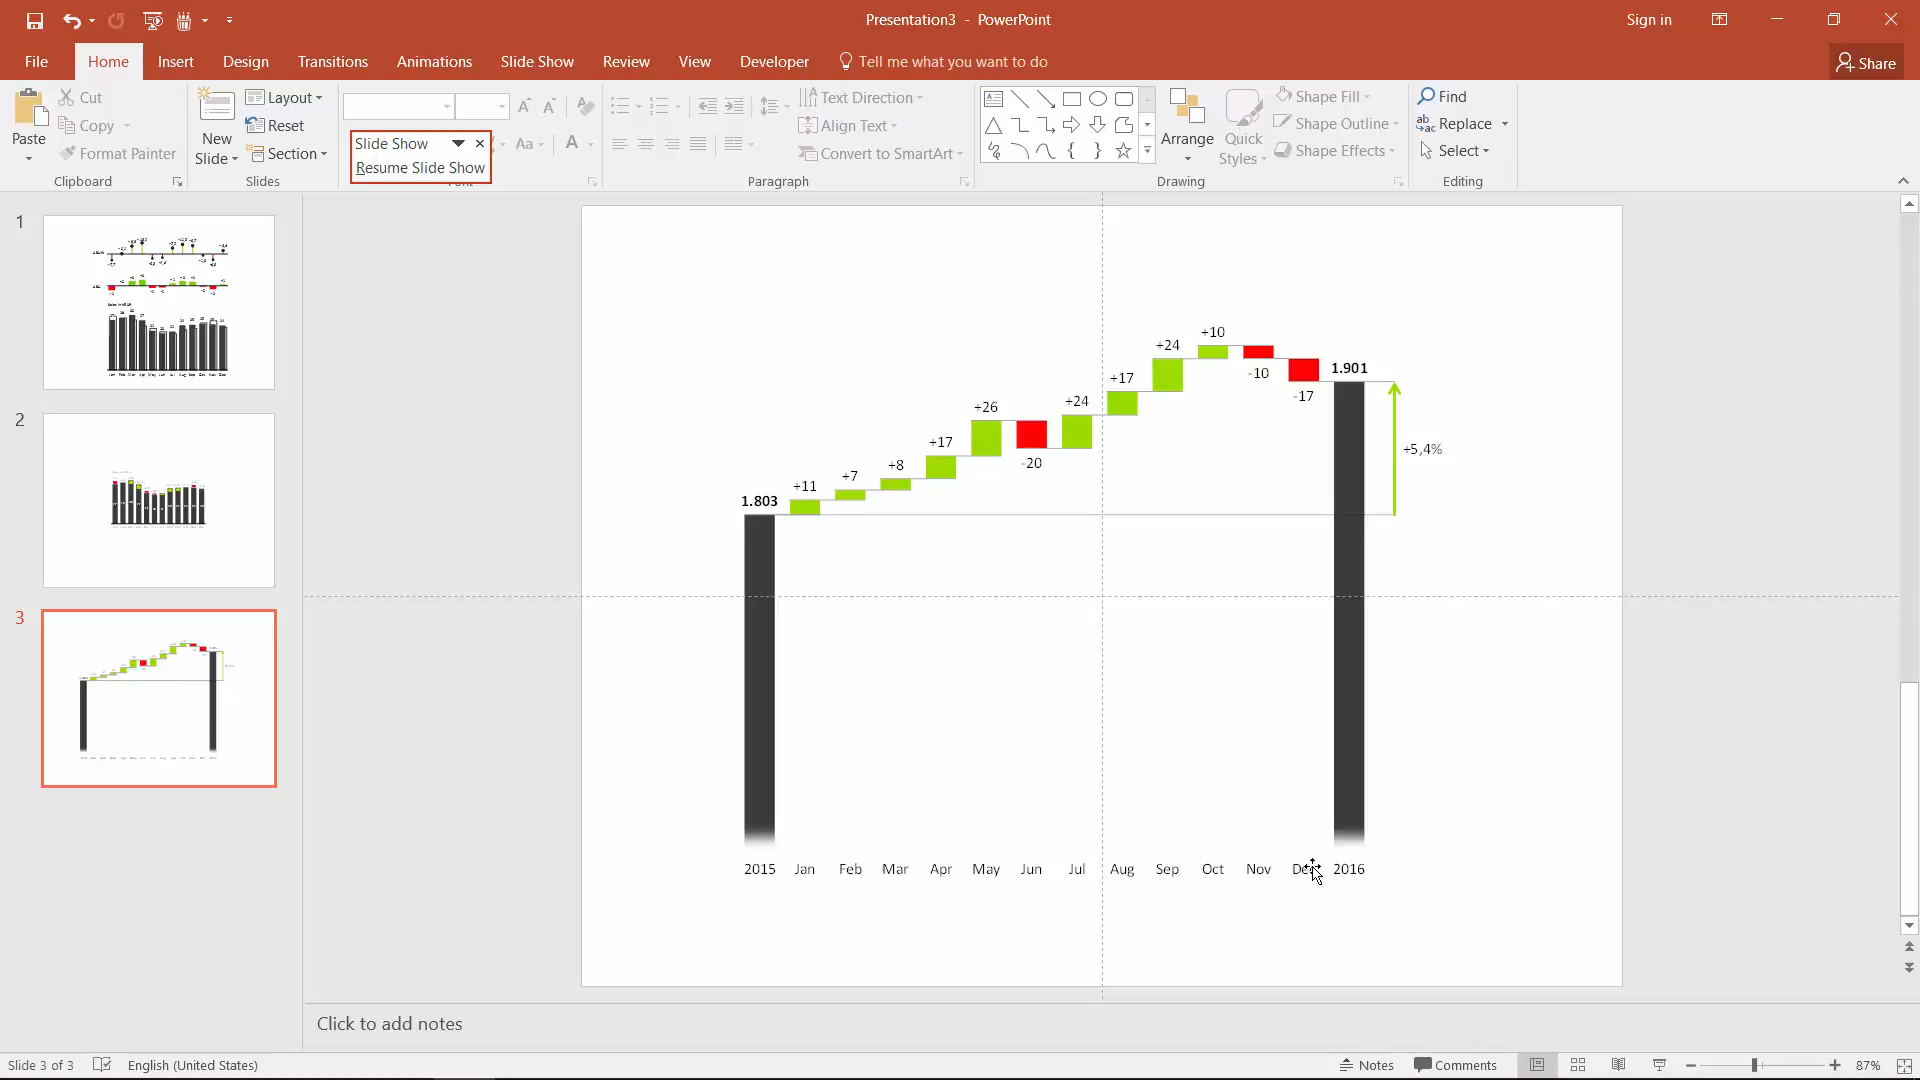 Presentation3 - PowerPoint
Sign in
File Home Insert Design Transitions Animations Slide Show Review View Developer Tell me what you want to do Share
Paste
Cut
Copy
Format Painter
Clipboard
New Slide
Layout
Reset
Section
Slides
Slide Show
Resume Slide Show
Aa
A
Text Direction
Align Text
Convert to SmartArt
Paragraph
Arrange
Quick Styles
Shape Fill
Shape Outline
Shape Effects
Drawing
Find
Replace
Select
Editing
1
2
3
+10
+24
+17
-10
1.901
-17
+26
+24
+17
-20
+5,4%
+8
+7
+11
1.803
2015 Jan Feb Mar Apr May Jun Jul Aug Sep Oct Nov 2016
Click to add notes
Slide 3 of 3 English (United States) Notes Comments 87%